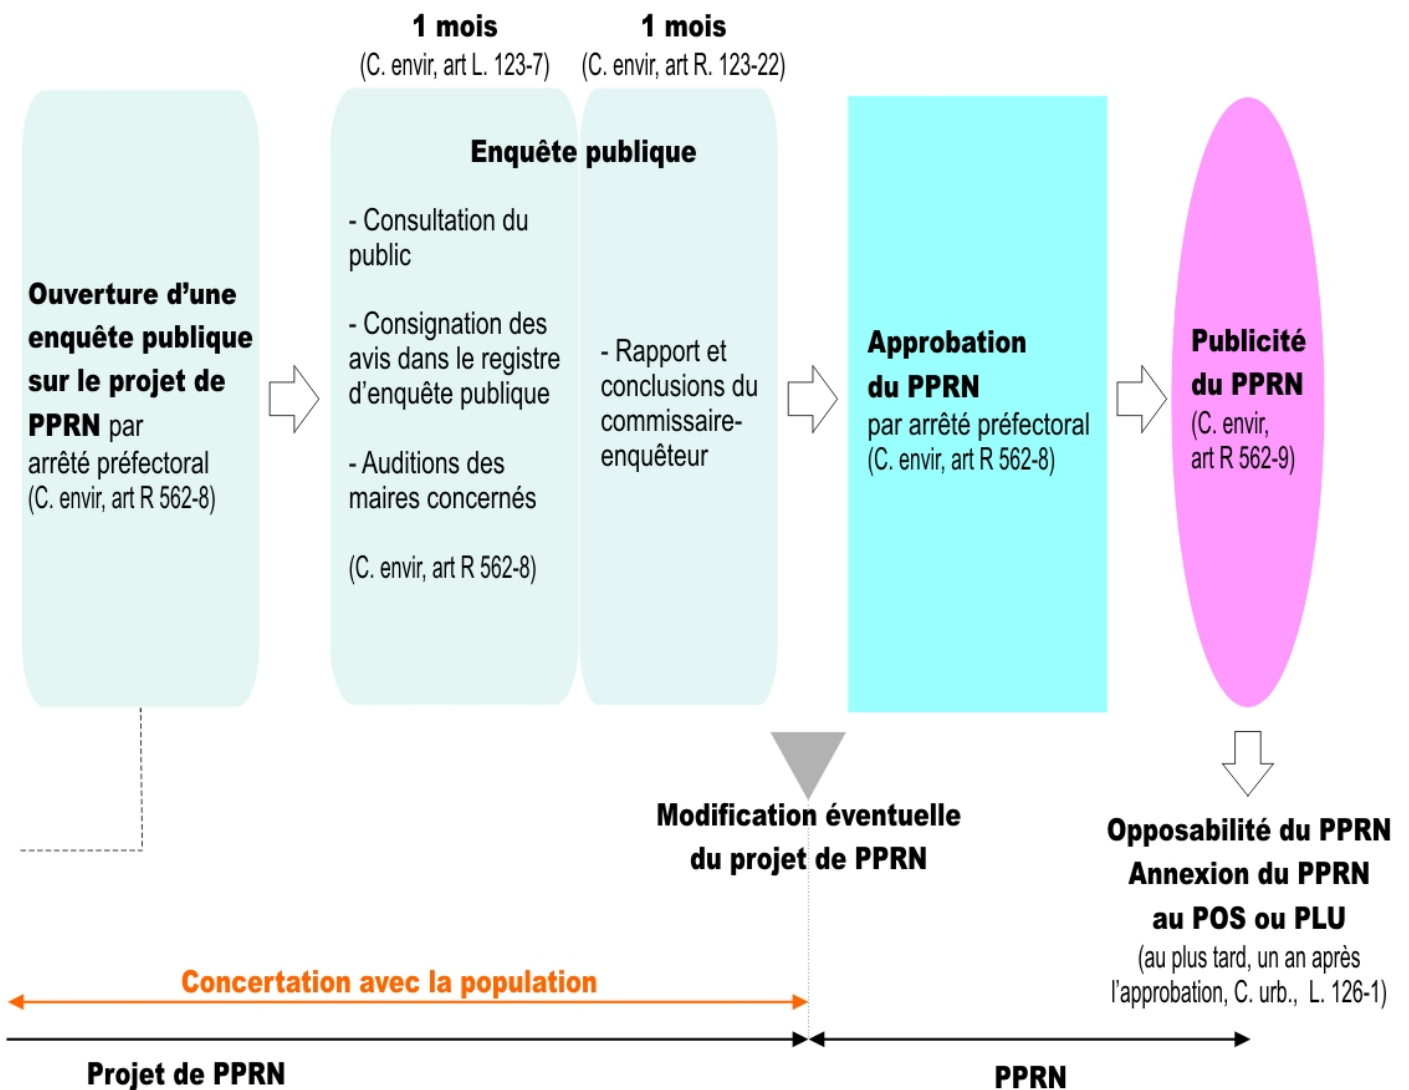 1 mois
(C. envir, art L. 123-7)
1 mois
(C. envir, art R. 123-22)
Ouverture d’une
enquête publique
sur le projet de
PPRN par
arrêté préfectoral
(C. envir, art R 562-8)
Enquête publique
- Consultation du
public
- Consignation des
avis dans le registre
d’enquête publique
- Auditions des
maires concernés
(C. envir, art R 562-8)
- Rapport et
conclusions du
commissaire-
enquêteur
Approbation
du PPRN
par arrêté préfectoral
(C. envir, art R 562-8)
Publicité
du PPRN
(C. envir,
art R 562-9)
Modification éventuelle
du projet de PPRN
Opposabilité du PPRN
Annexion du PPRN
au POS ou PLU
(au plus tard, un an après
l’approbation, C. urb., L. 126-1)
Concertation avec la population
Projet de PPRN
PPRN